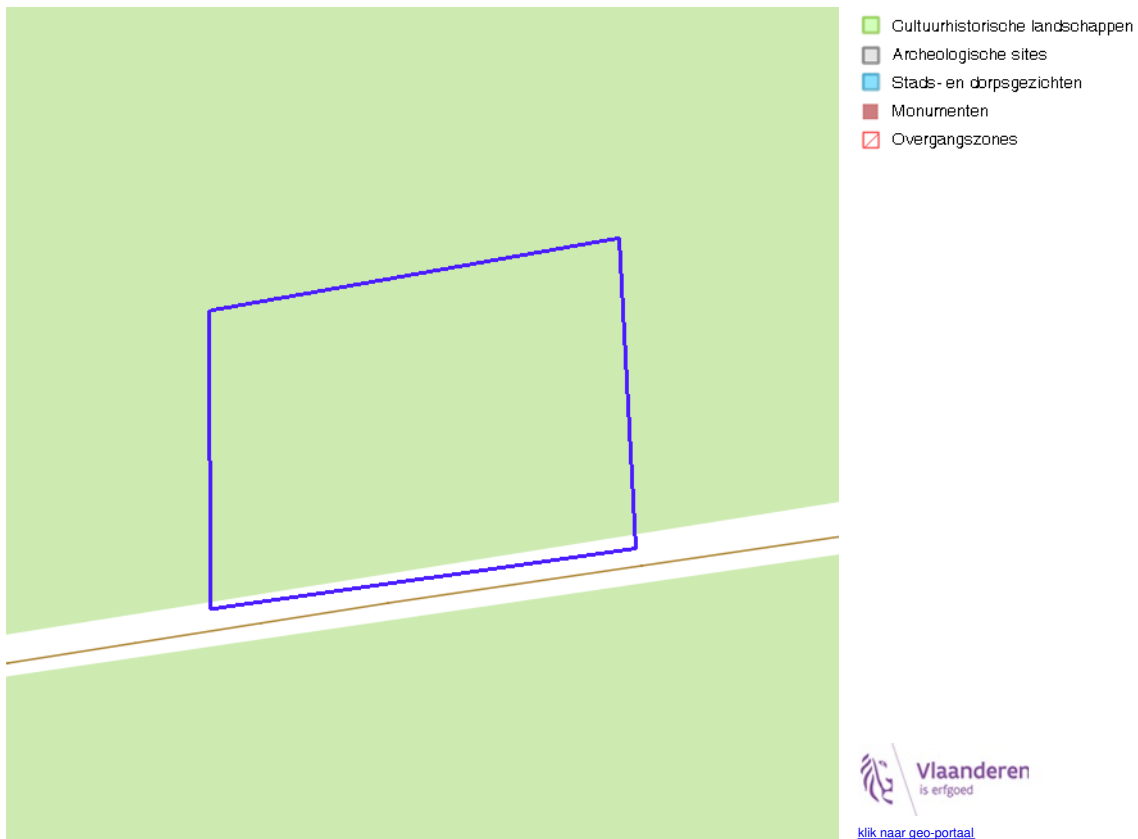 Cultuurhistorische landschappen
Archeologische sites
Stads- en dorpsgezichten
Monumenten
Overgangszones
Vlaanderen
is erfgoed
klik naar geo-portaal